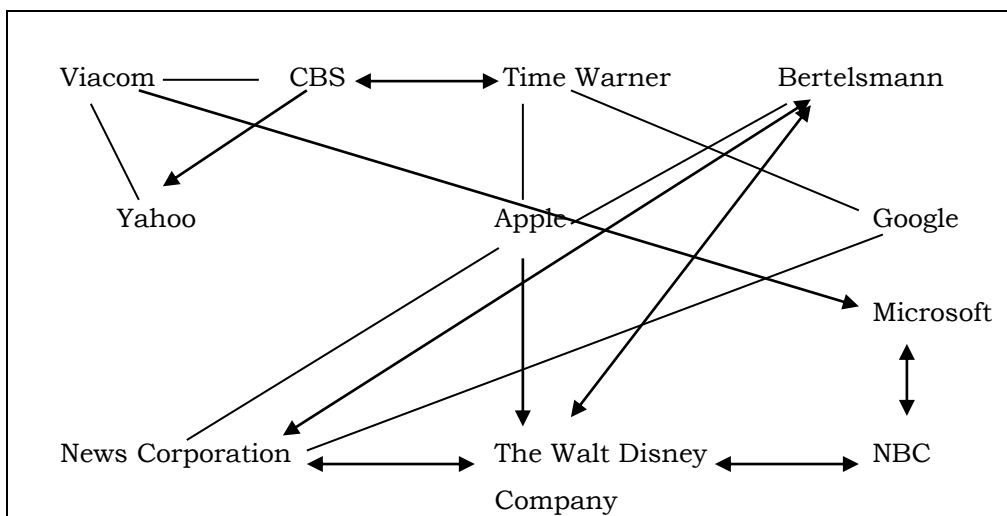 Viacom CBS Time Warner Bertelsmann
Yahoo Apple Google
Microsoft
News Corporation The Walt Disney NBC
Company